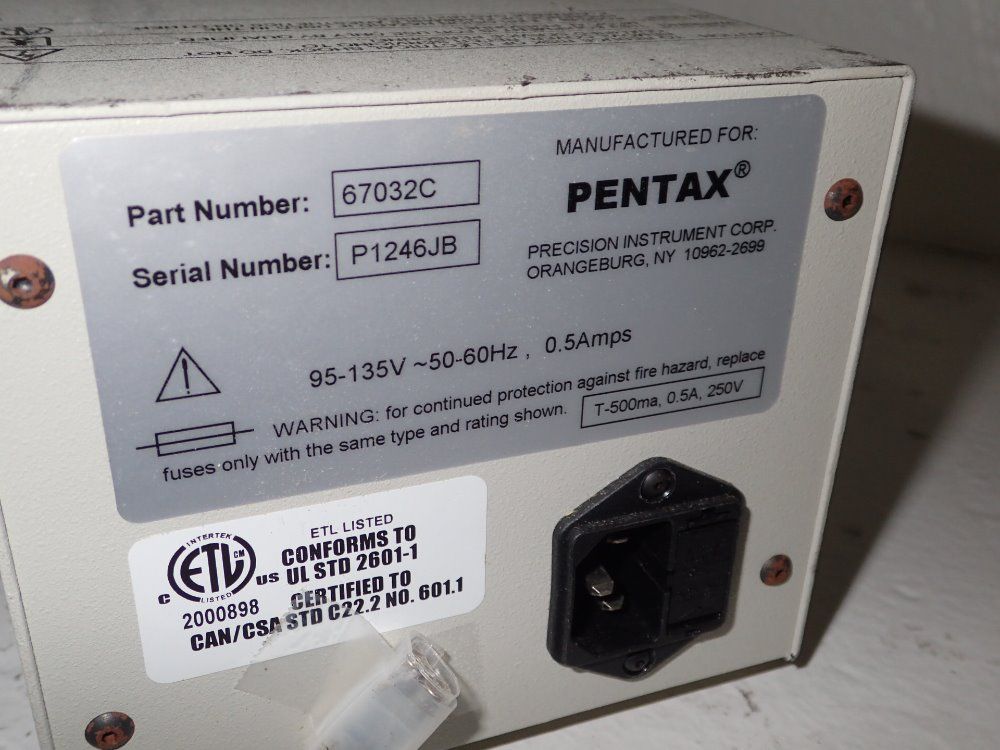 Part Number: 67032C
Serial Number: P1246JB
MANUFACTURED FOR:
PENTAX®
PRECISION INSTRUMENT CORP.
ORANGEBURG, NY 10962-2699
95-135V ~50-60Hz , 0.5Amps
WARNING: for continued protection against fire hazard, replace
fuses only with the same type and rating shown.
T-500ma, 0.5A, 250V
INTERTEK
ETL CM
LISTED
C US
2000898
ETL LISTED
CONFORMS TO
UL STD 2601-1
CERTIFIED TO
CAN/CSA STD C22.2 NO. 601.1